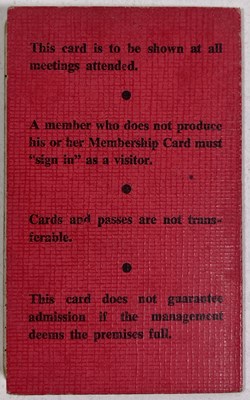 This card is to be shown at all
meetings attended.
A member who does not produce
his or her Membership Card must
"sign in" as a visitor.
Cards and passes are not trans-
ferable.
This card does not guarantee
admission if the management
deems the premises full.